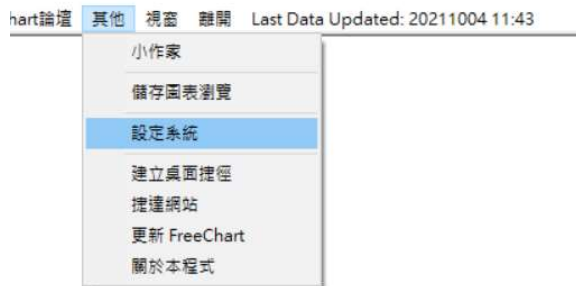 hart論壇 其他 視窗 離開 Last Data Updated: 20211004 11:43
小作家
儲存圖表瀏覽
設定系統
建立桌面捷徑
捷達網站
更新 FreeChart
關於本程式